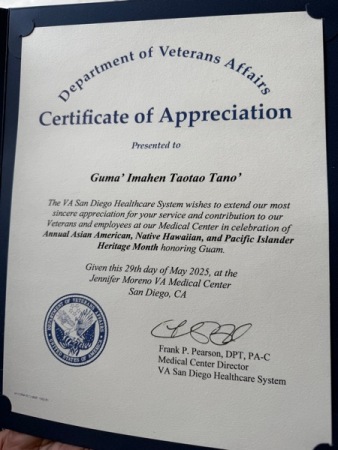 Department of Veterans Affairs
Certificate of Appreciation
Presented to
Guma' Imahen Taotao Tano'
The VA San Diego Healthcare System wishes to extend our most
sincere appreciation for your service and contribution to our
Veterans and employees at our Medical Center in celebration of
Annual Asian American, Native Hawaiian, and Pacific Islander
Heritage Month honoring Guam.
Given this 29th day of May 2025, at the
Jennifer Moreno VA Medical Center
San Diego, CA
Frank P. Pearson, DPT, PA-C
Medical Center Director
VA San Diego Healthcare System